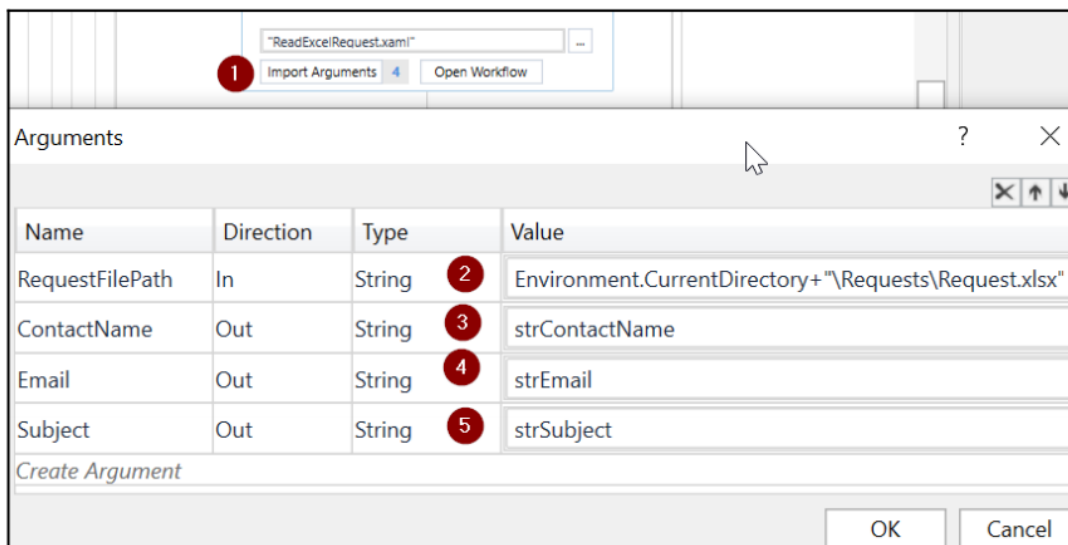 "ReadExcelRequest.xaml" ...
1 Import Arguments 4 Open Workflow
Arguments ?
Name Direction Type Value
RequestFilePath In String 2 Environment.CurrentDirectory+"\Requests\Request.xlsx"
ContactName Out String 3 strContactName
Email Out String 4 strEmail
Subject Out String 5 strSubject
Create Argument
OK Cancel